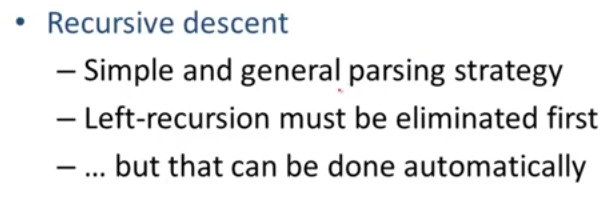 • Recursive descent
– Simple and general parsing strategy
– Left-recursion must be eliminated first
– ... but that can be done automatically